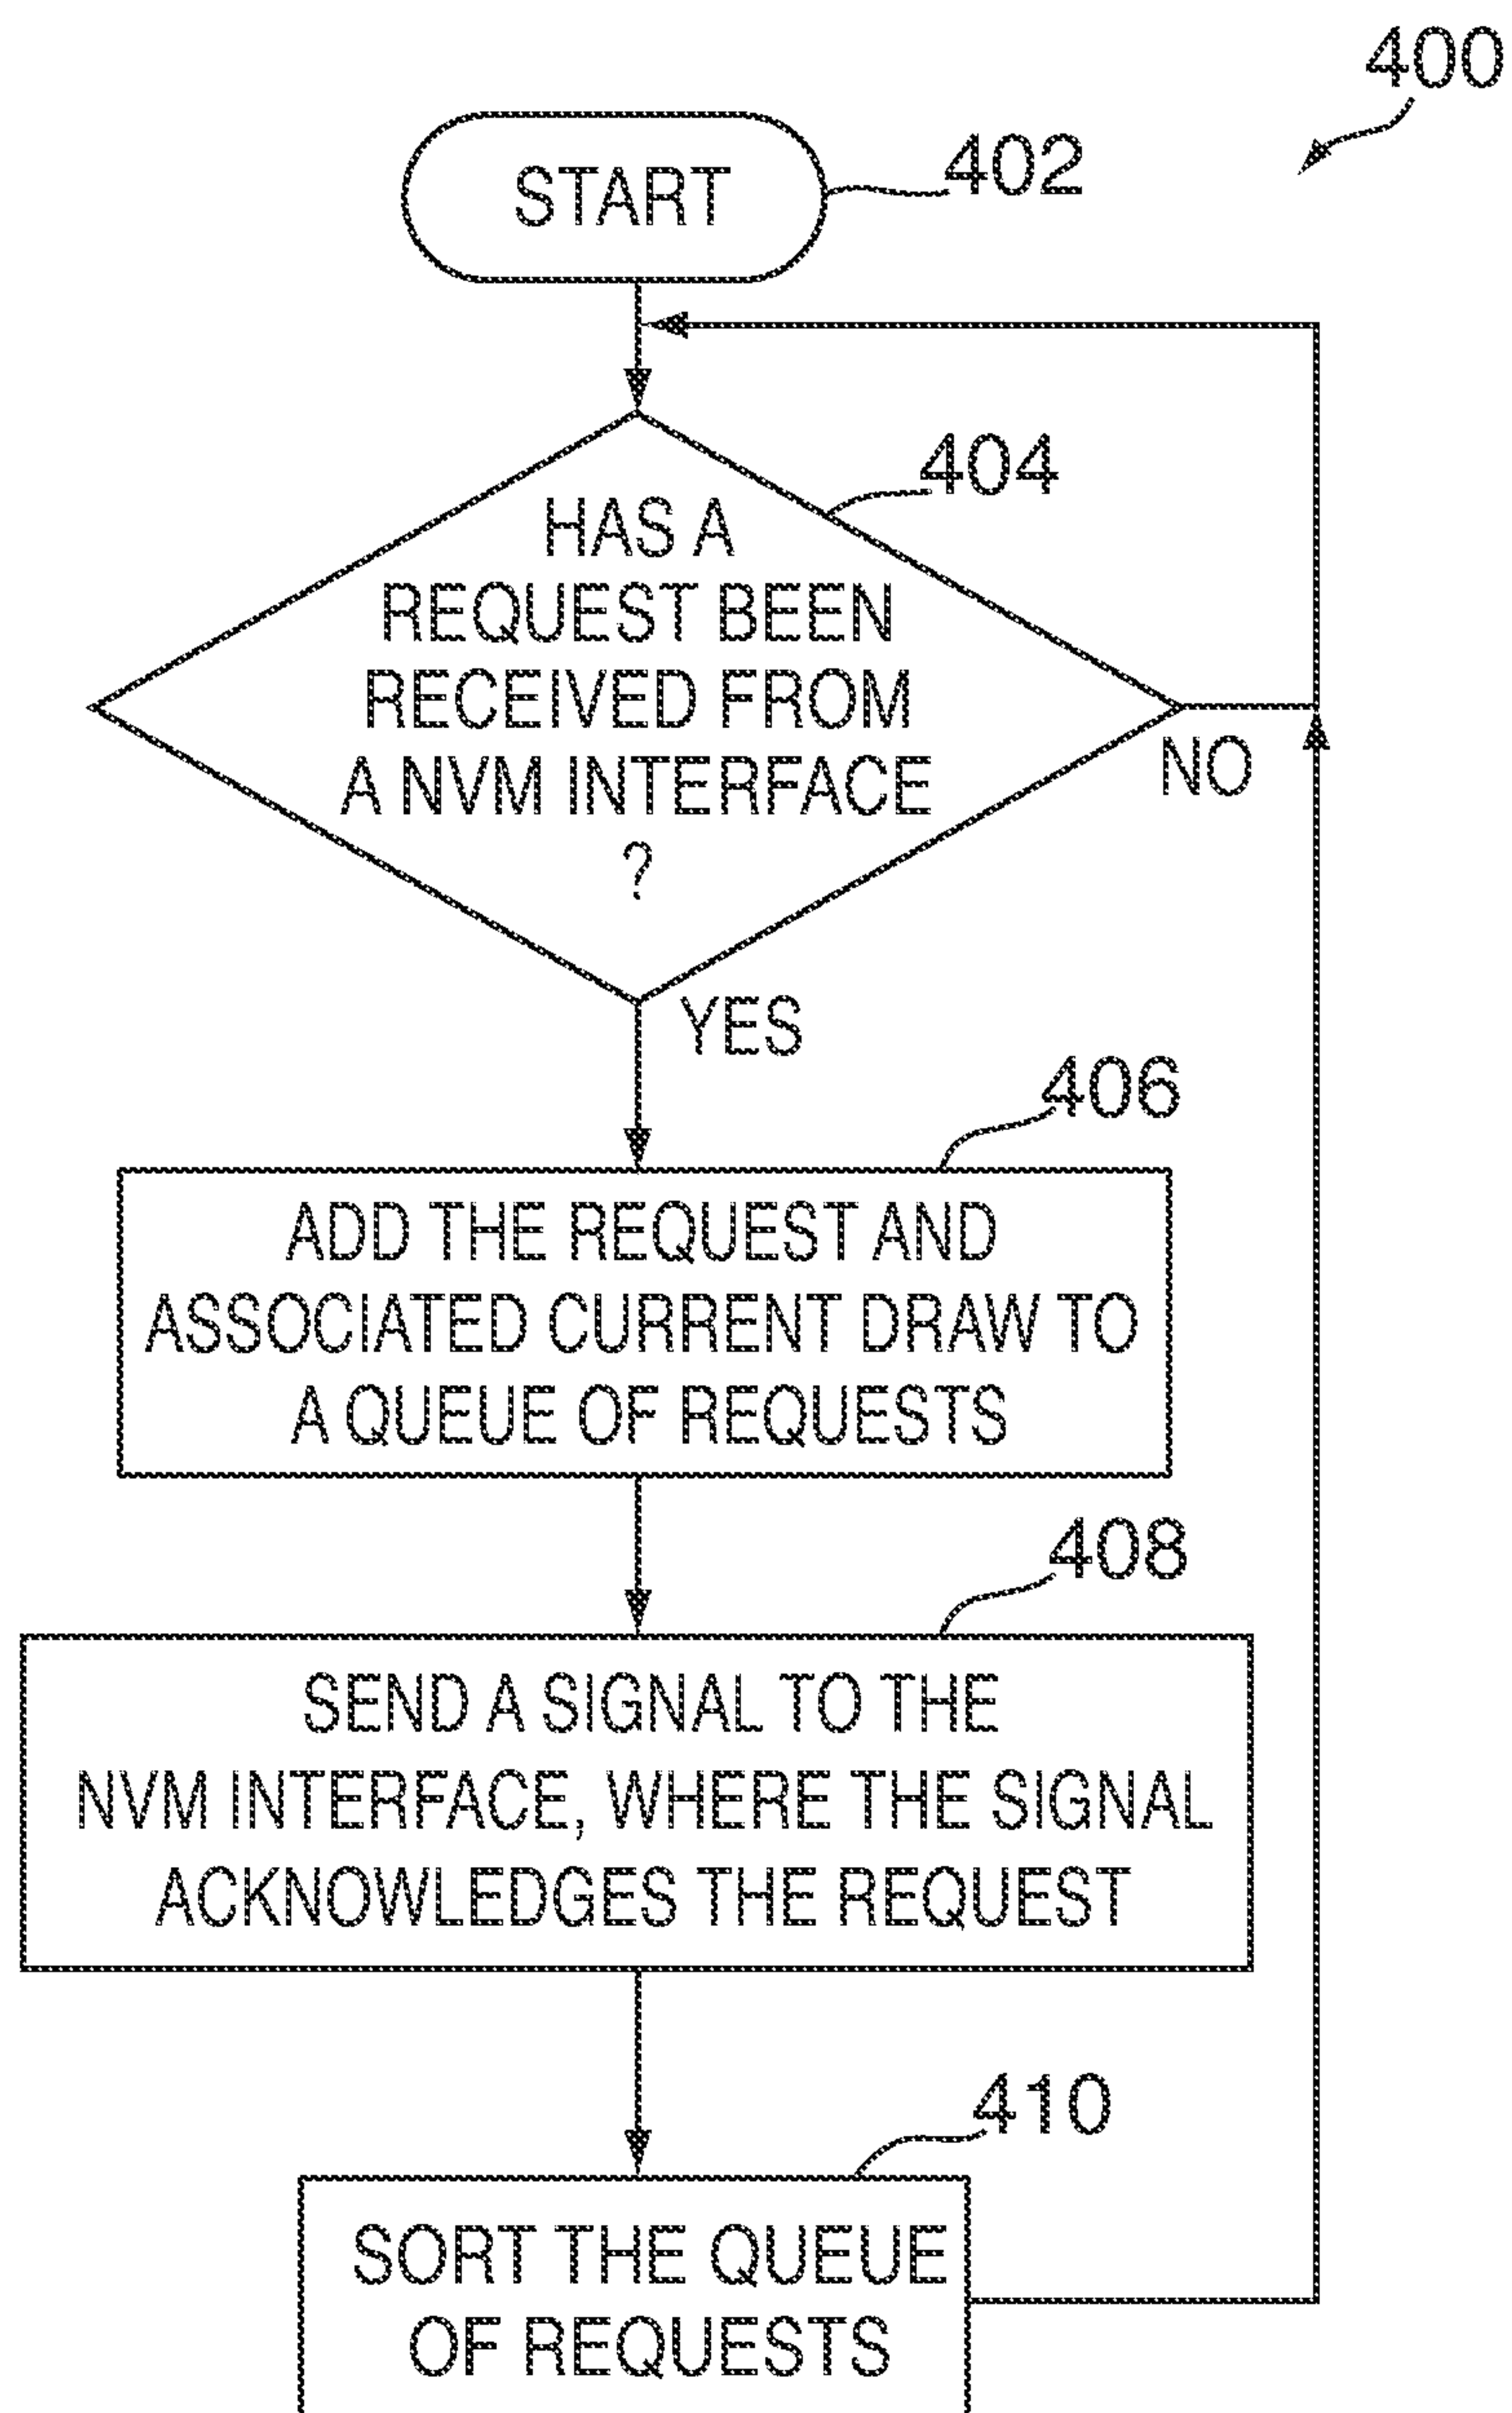 400
START
402
404
HAS A
REQUEST BEEN
RECEIVED FROM
A NVM INTERFACE
?
NO
YES
406
ADD THE REQUEST AND
ASSOCIATED CURRENT DRAW TO
A QUEUE OF REQUESTS
408
SEND A SIGNAL TO THE
NVM INTERFACE, WHERE THE SIGNAL
ACKNOWLEDGES THE REQUEST
410
SORT THE QUEUE
OF REQUESTS